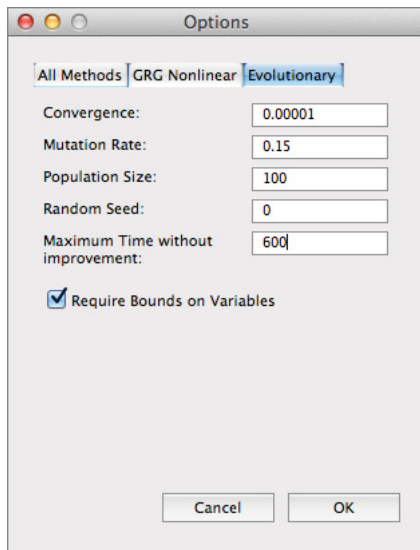 Options
All Methods GRG Nonlinear Evolutionary
Convergence: 0.00001
Mutation Rate: 0.15
Population Size: 100
Random Seed: 0
Maximum Time without
improvement: 600
Require Bounds on Variables
Cancel OK